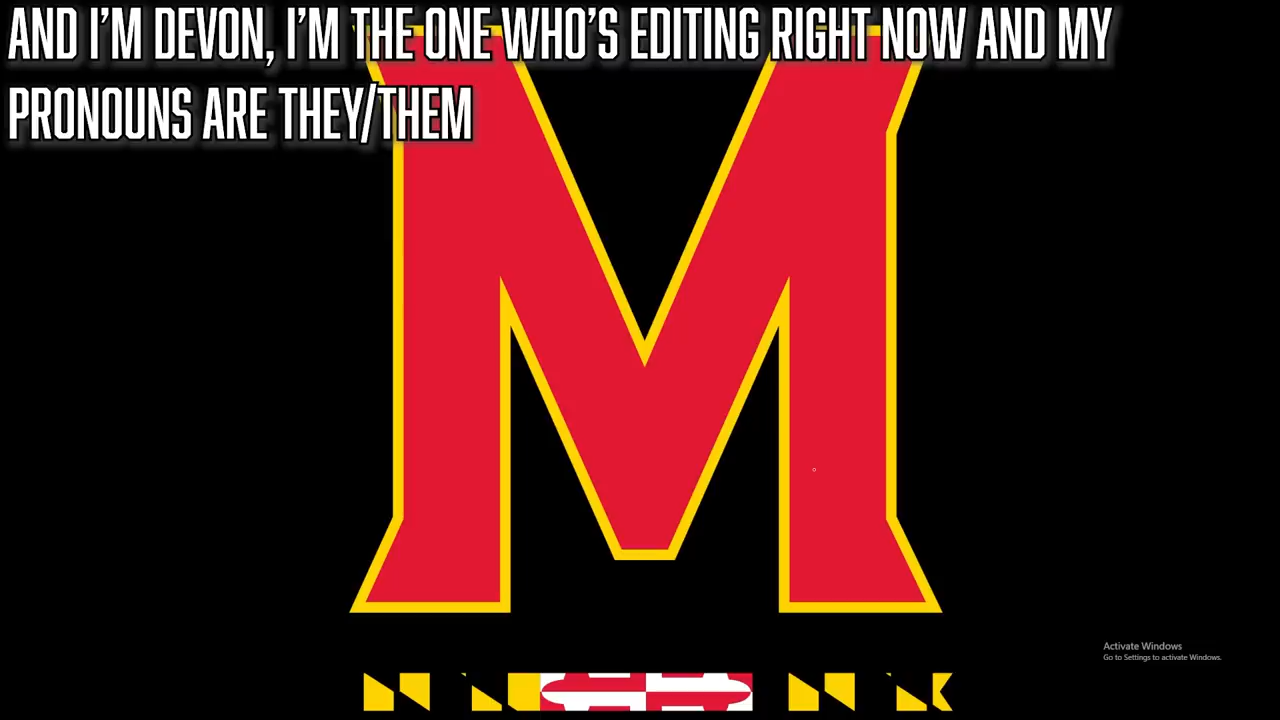 AND I'M DEVON, I'M THE ONE WHO'S EDITING RIGHT NOW AND MY
PRONOUNS ARE THEY/THEM
M
Activate Windows
Go to Settings to activate Windows.